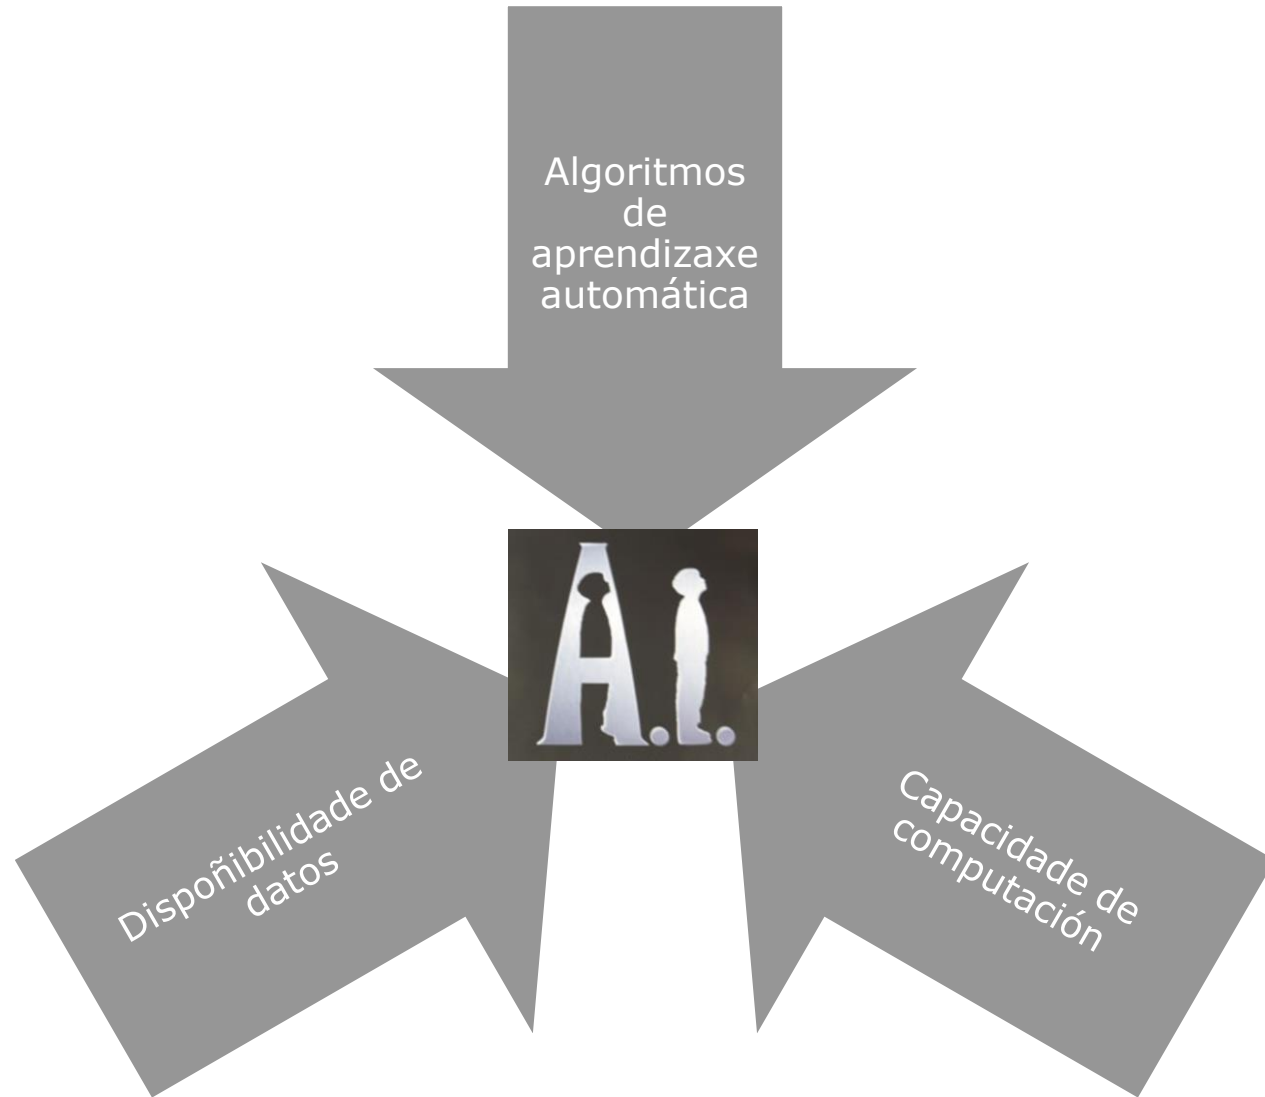 Algoritmos
de
aprendizaxe
automática
A.I.
Dispoñibilidade de
datos
Capacidade de
computación